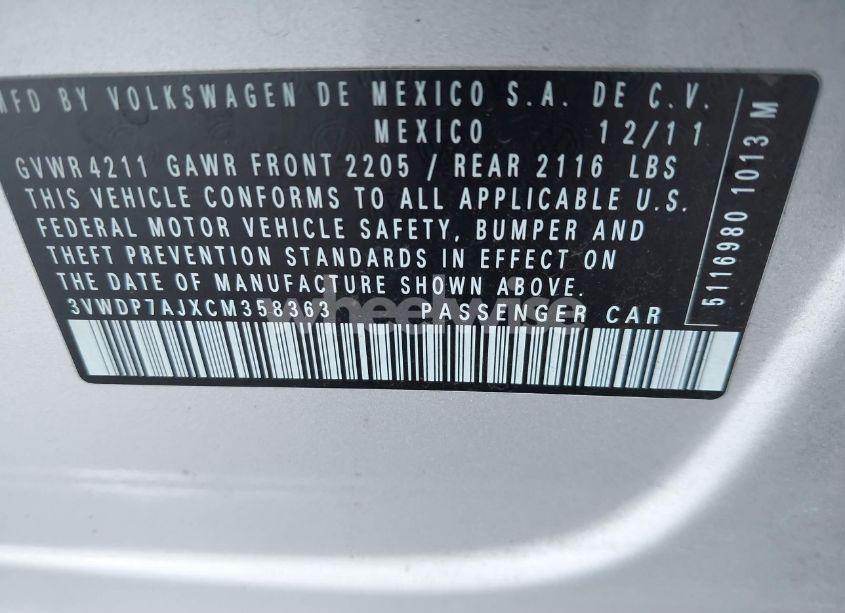 MFD BY VOLKSWAGEN DE MEXICO S.A. DE C.V.
MEXICO 12/11
GVWR 4211 GAWR FRONT 2205 / REAR 2116 LBS
THIS VEHICLE CONFORMS TO ALL APPLICABLE U.S.
FEDERAL MOTOR VEHICLE SAFETY, BUMPER AND
THEFT PREVENTION STANDARDS IN EFFECT ON
THE DATE OF MANUFACTURE SHOWN ABOVE.
3VWDP7AJXCM358363 PASSENGER CAR
5116980 1013 M
wheelwise